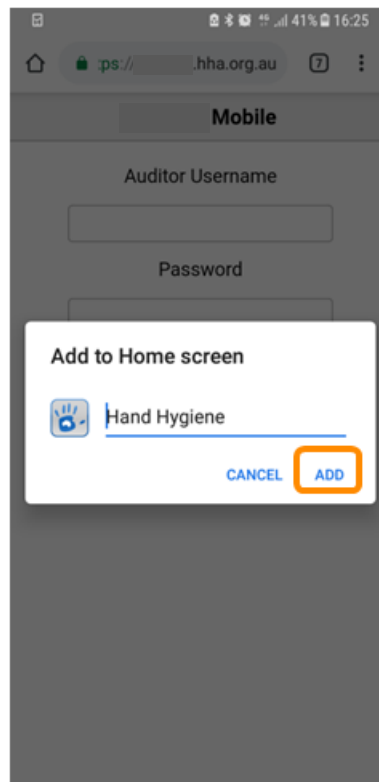 41% 16:25
ps:// .hha.org.au 7
Mobile
Auditor Username
Password
Add to Home screen
Hand Hygiene
CANCEL ADD